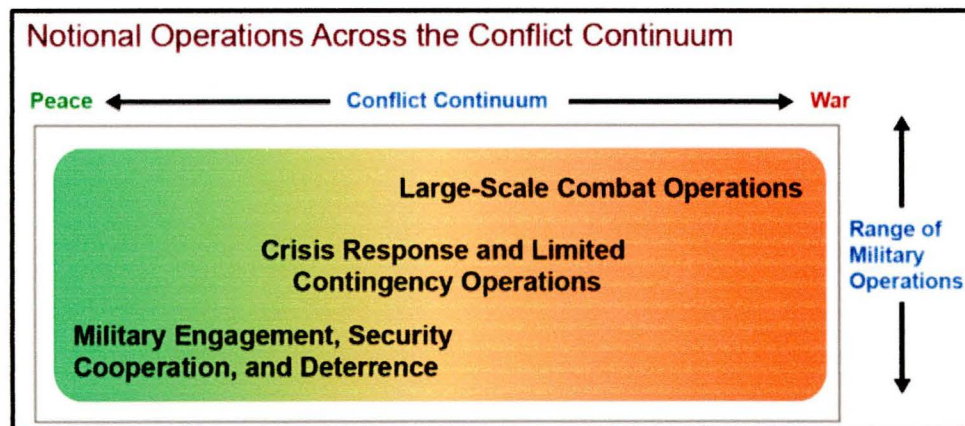 Notional Operations Across the Conflict Continuum
Peace
Conflict Continuum
War
Large-Scale Combat Operations
Crisis Response and Limited
Contingency Operations
Military Engagement, Security
Cooperation, and Deterrence
Range of
Military
Operations